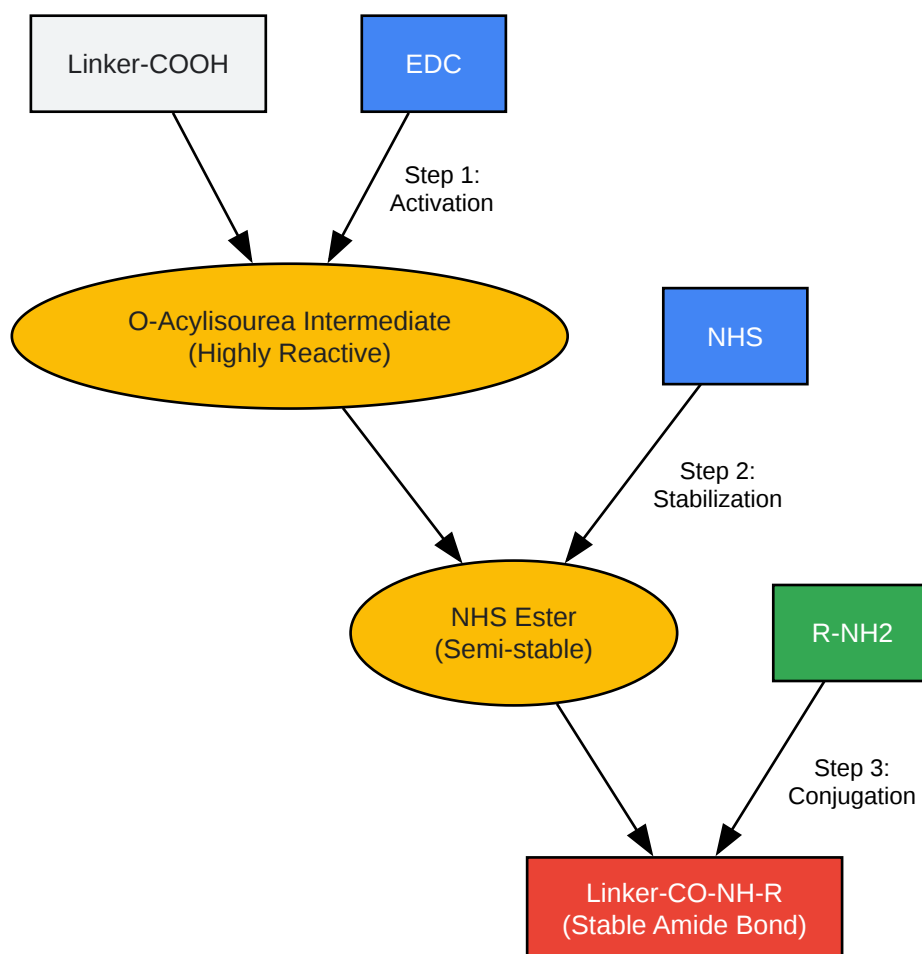 Linker-COOH
EDC
Step 1:
Activation
O-Acylisourea Intermediate
(Highly Reactive)
NHS
Step 2:
Stabilization
NHS Ester
(Semi-stable)
R-NH2
Step 3:
Conjugation
Linker-CO-NH-R
(Stable Amide Bond)